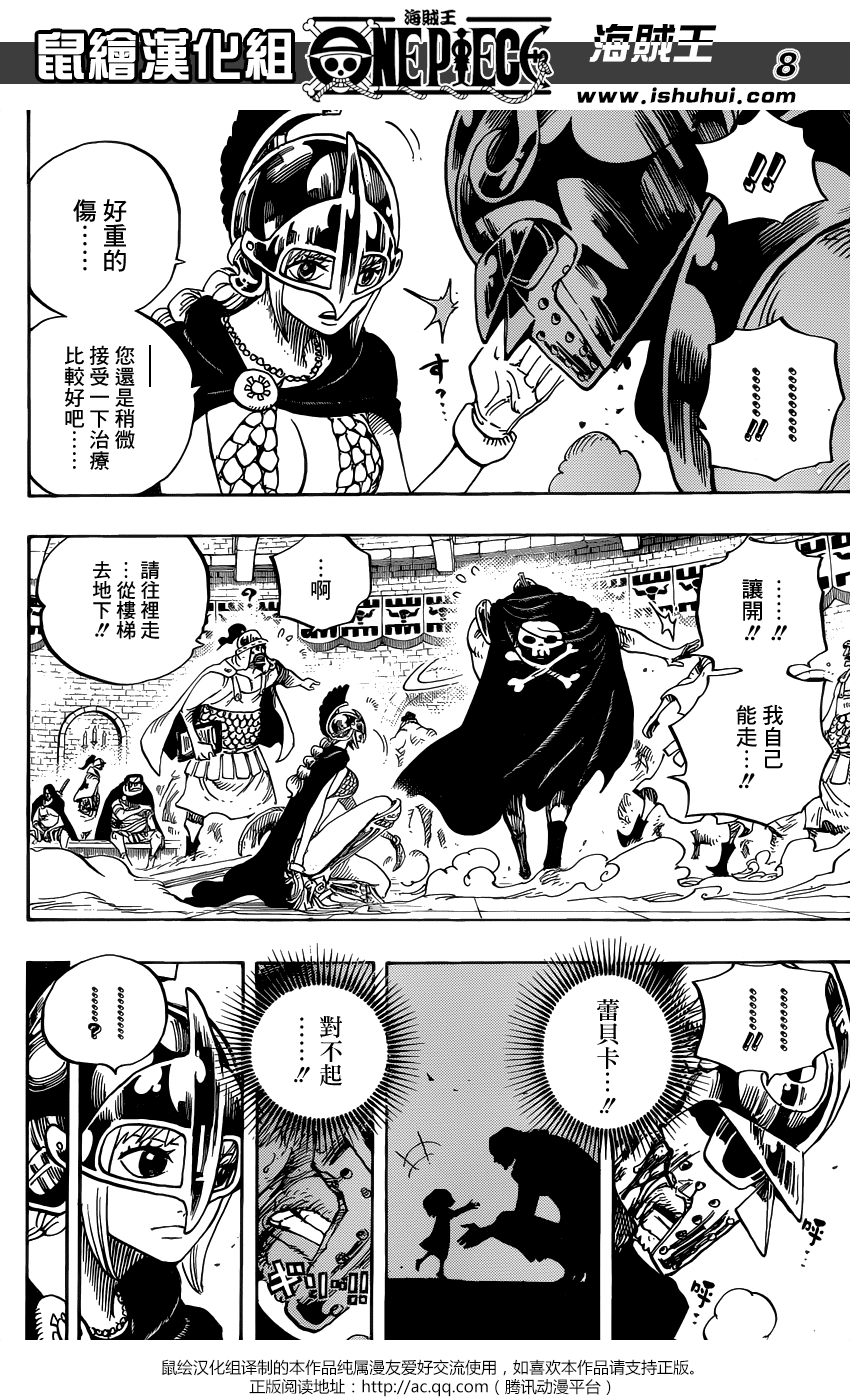 鼠繪漢化組
海賊王
ONE PIECE
海賊王
8
www.ishuhui.com
!!
………!!
………!!
す…?
好重的
傷……
您還是稍微
接受一下治療
比較好吧……
讓開!!
我自己
能走…!!
…啊
?
請往裡走
…從樓梯
去地下!!
………
………!!
呼
呼
蕾貝卡…!!
對不起
……!!
ギリリ
………
………?
鼠绘汉化组译制的本作品纯属漫友爱好交流使用，如喜欢本作品请支持正版。
正版阅读地址：http://ac.qq.com（腾讯动漫平台）